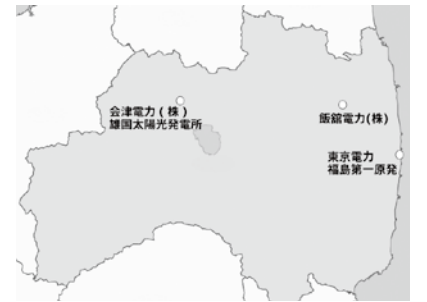 会津電力(株)
雄国太陽光発電所
飯舘電力(株)
東京電力
福島第一原発